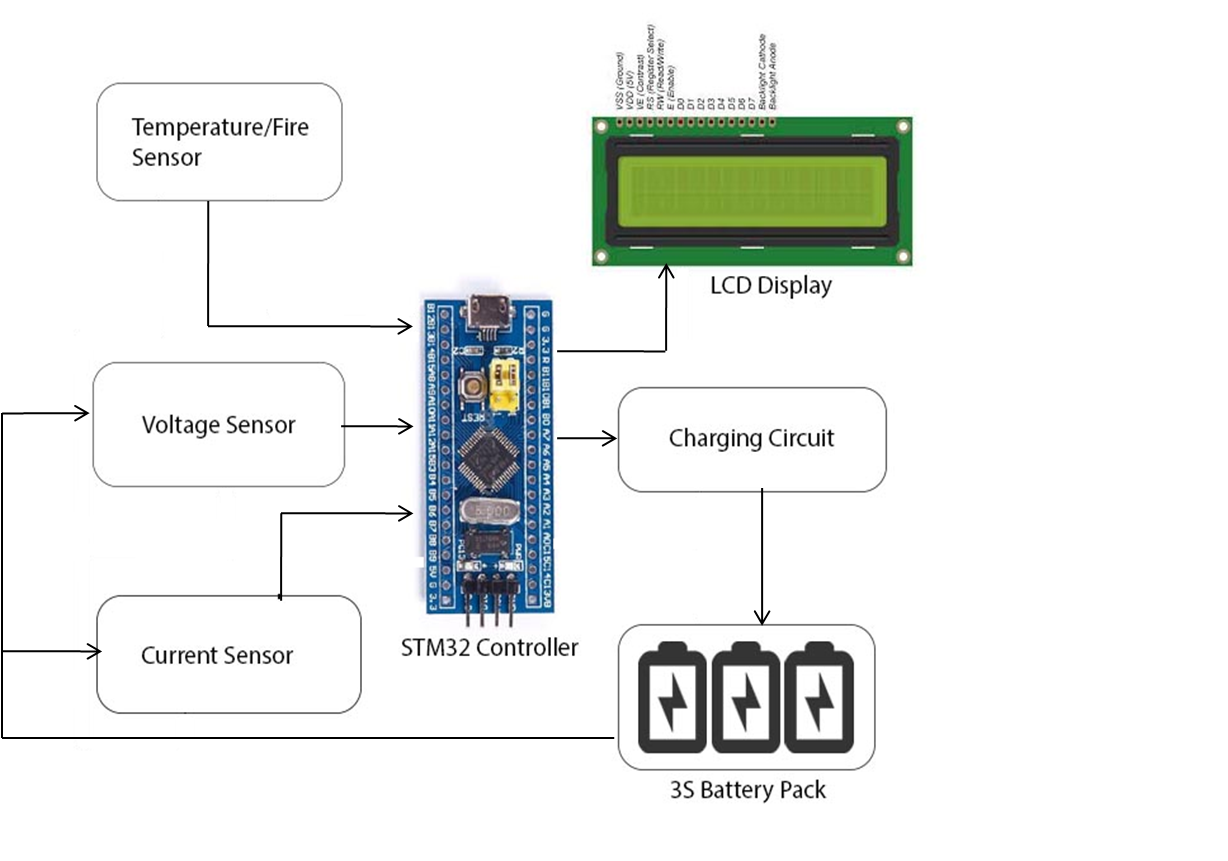 VSS (Ground)
VDD (5V)
VE (Contrast)
RS (Register Select)
RW (Read/Write)
E (Enable)
D0
D1
D2
D3
D4
D5
D6
D7
Backlight Cathode
Backlight Anode
Temperature/Fire
Sensor
LCD Display
Voltage Sensor
Charging Circuit
Current Sensor
STM32 Controller
3S Battery Pack